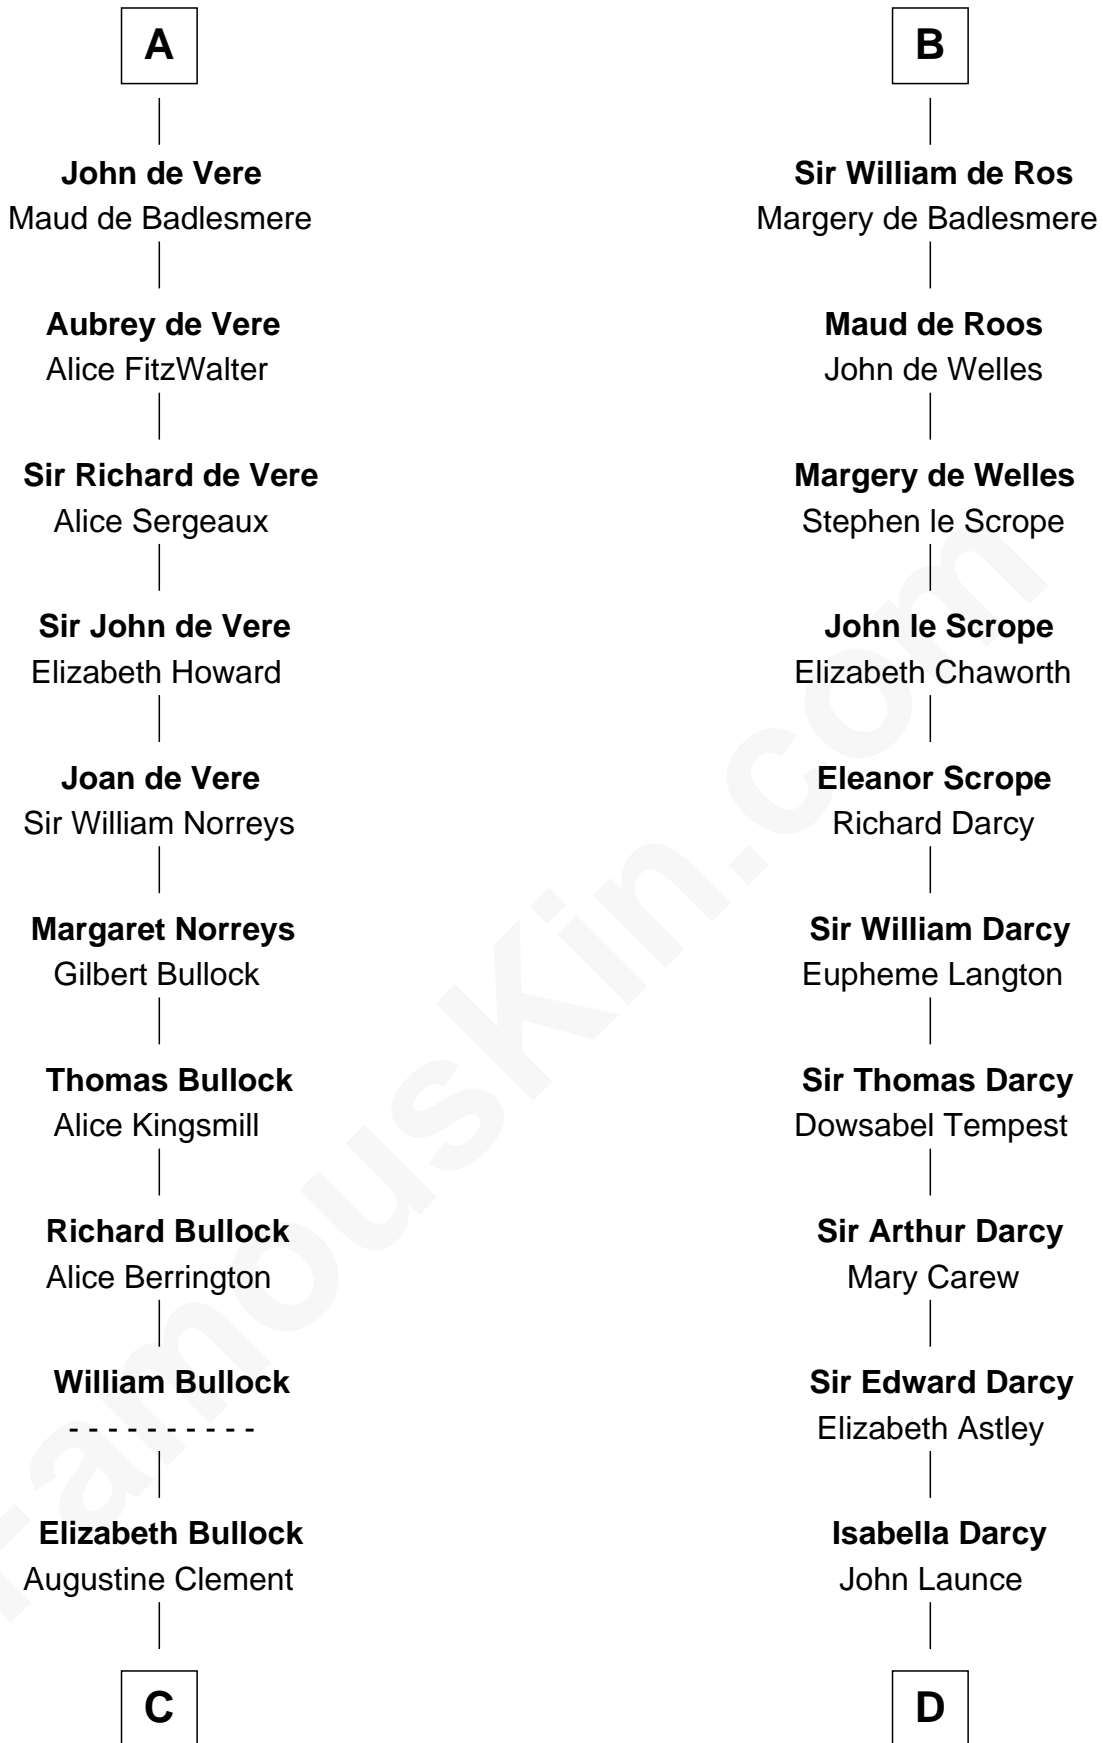 A
John de Vere
Maud de Badlesmere
Aubrey de Vere
Alice FitzWalter
Sir Richard de Vere
Alice Sergeaux
Sir John de Vere
Elizabeth Howard
Joan de Vere
Sir William Norreys
Margaret Norreys
Gilbert Bullock
Thomas Bullock
Alice Kingsmill
Richard Bullock
Alice Berrington
William Bullock
- - - - - - - - - -
Elizabeth Bullock
Augustine Clement
C
B
Sir William de Ros
Margery de Badlesmere
Maud de Roos
John de Welles
Margery de Welles
Stephen le Scrope
John le Scrope
Elizabeth Chaworth
Eleanor Scrope
Richard Darcy
Sir William Darcy
Eupheme Langton
Sir Thomas Darcy
Dowsabel Tempest
Sir Arthur Darcy
Mary Carew
Sir Edward Darcy
Elizabeth Astley
Isabella Darcy
John Launce
D
FamousKin.com